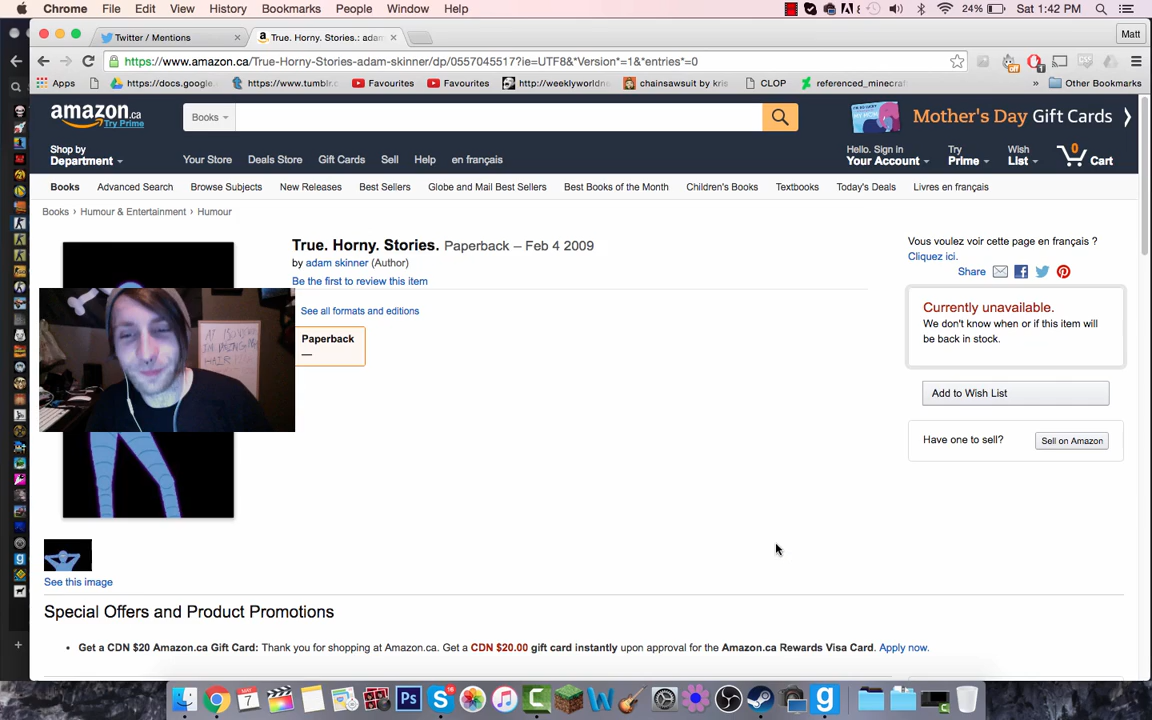 Chrome File Edit View History Bookmarks People Window Help 24% Sat 1:42 PM
Twitter / Mentions × True. Horny. Stories.: adam × Matt
https://www.amazon.ca/True-Horny-Stories-adam-skinner/dp/0557045517?ie=UTF8&*Version*=1&*entries*=0
Apps https://docs.google. https://www.tumblr.c Favourites Favourites http://weeklyworldne chainsawsuit by kris CLOP referenced_minecraf » Other Bookmarks
amazon.ca Books Mother's Day Gift Cards
Try Prime
Shop by
Department
Your Store Deals Store Gift Cards Sell Help en français
Hello. Sign in
Your Account
Try
Prime
Wish
List
0
Cart
Books Advanced Search Browse Subjects New Releases Best Sellers Globe and Mail Best Sellers Best Books of the Month Children's Books Textbooks Today's Deals Livres en français
Books › Humour & Entertainment › Humour
True. Horny. Stories. Paperback – Feb 4 2009
by adam skinner (Author)
Be the first to review this item
See all formats and editions
Paperback
—
AT 150
HAIR
Vous voulez voir cette page en français ?
Cliquez ici.
Share
Currently unavailable.
We don't know when or if this item will
be back in stock.
Add to Wish List
Have one to sell? Sell on Amazon
See this image
Special Offers and Product Promotions
• Get a CDN $20 Amazon.ca Gift Card: Thank you for shopping at Amazon.ca. Get a CDN $20.00 gift card instantly upon approval for the Amazon.ca Rewards Visa Card. Apply now.